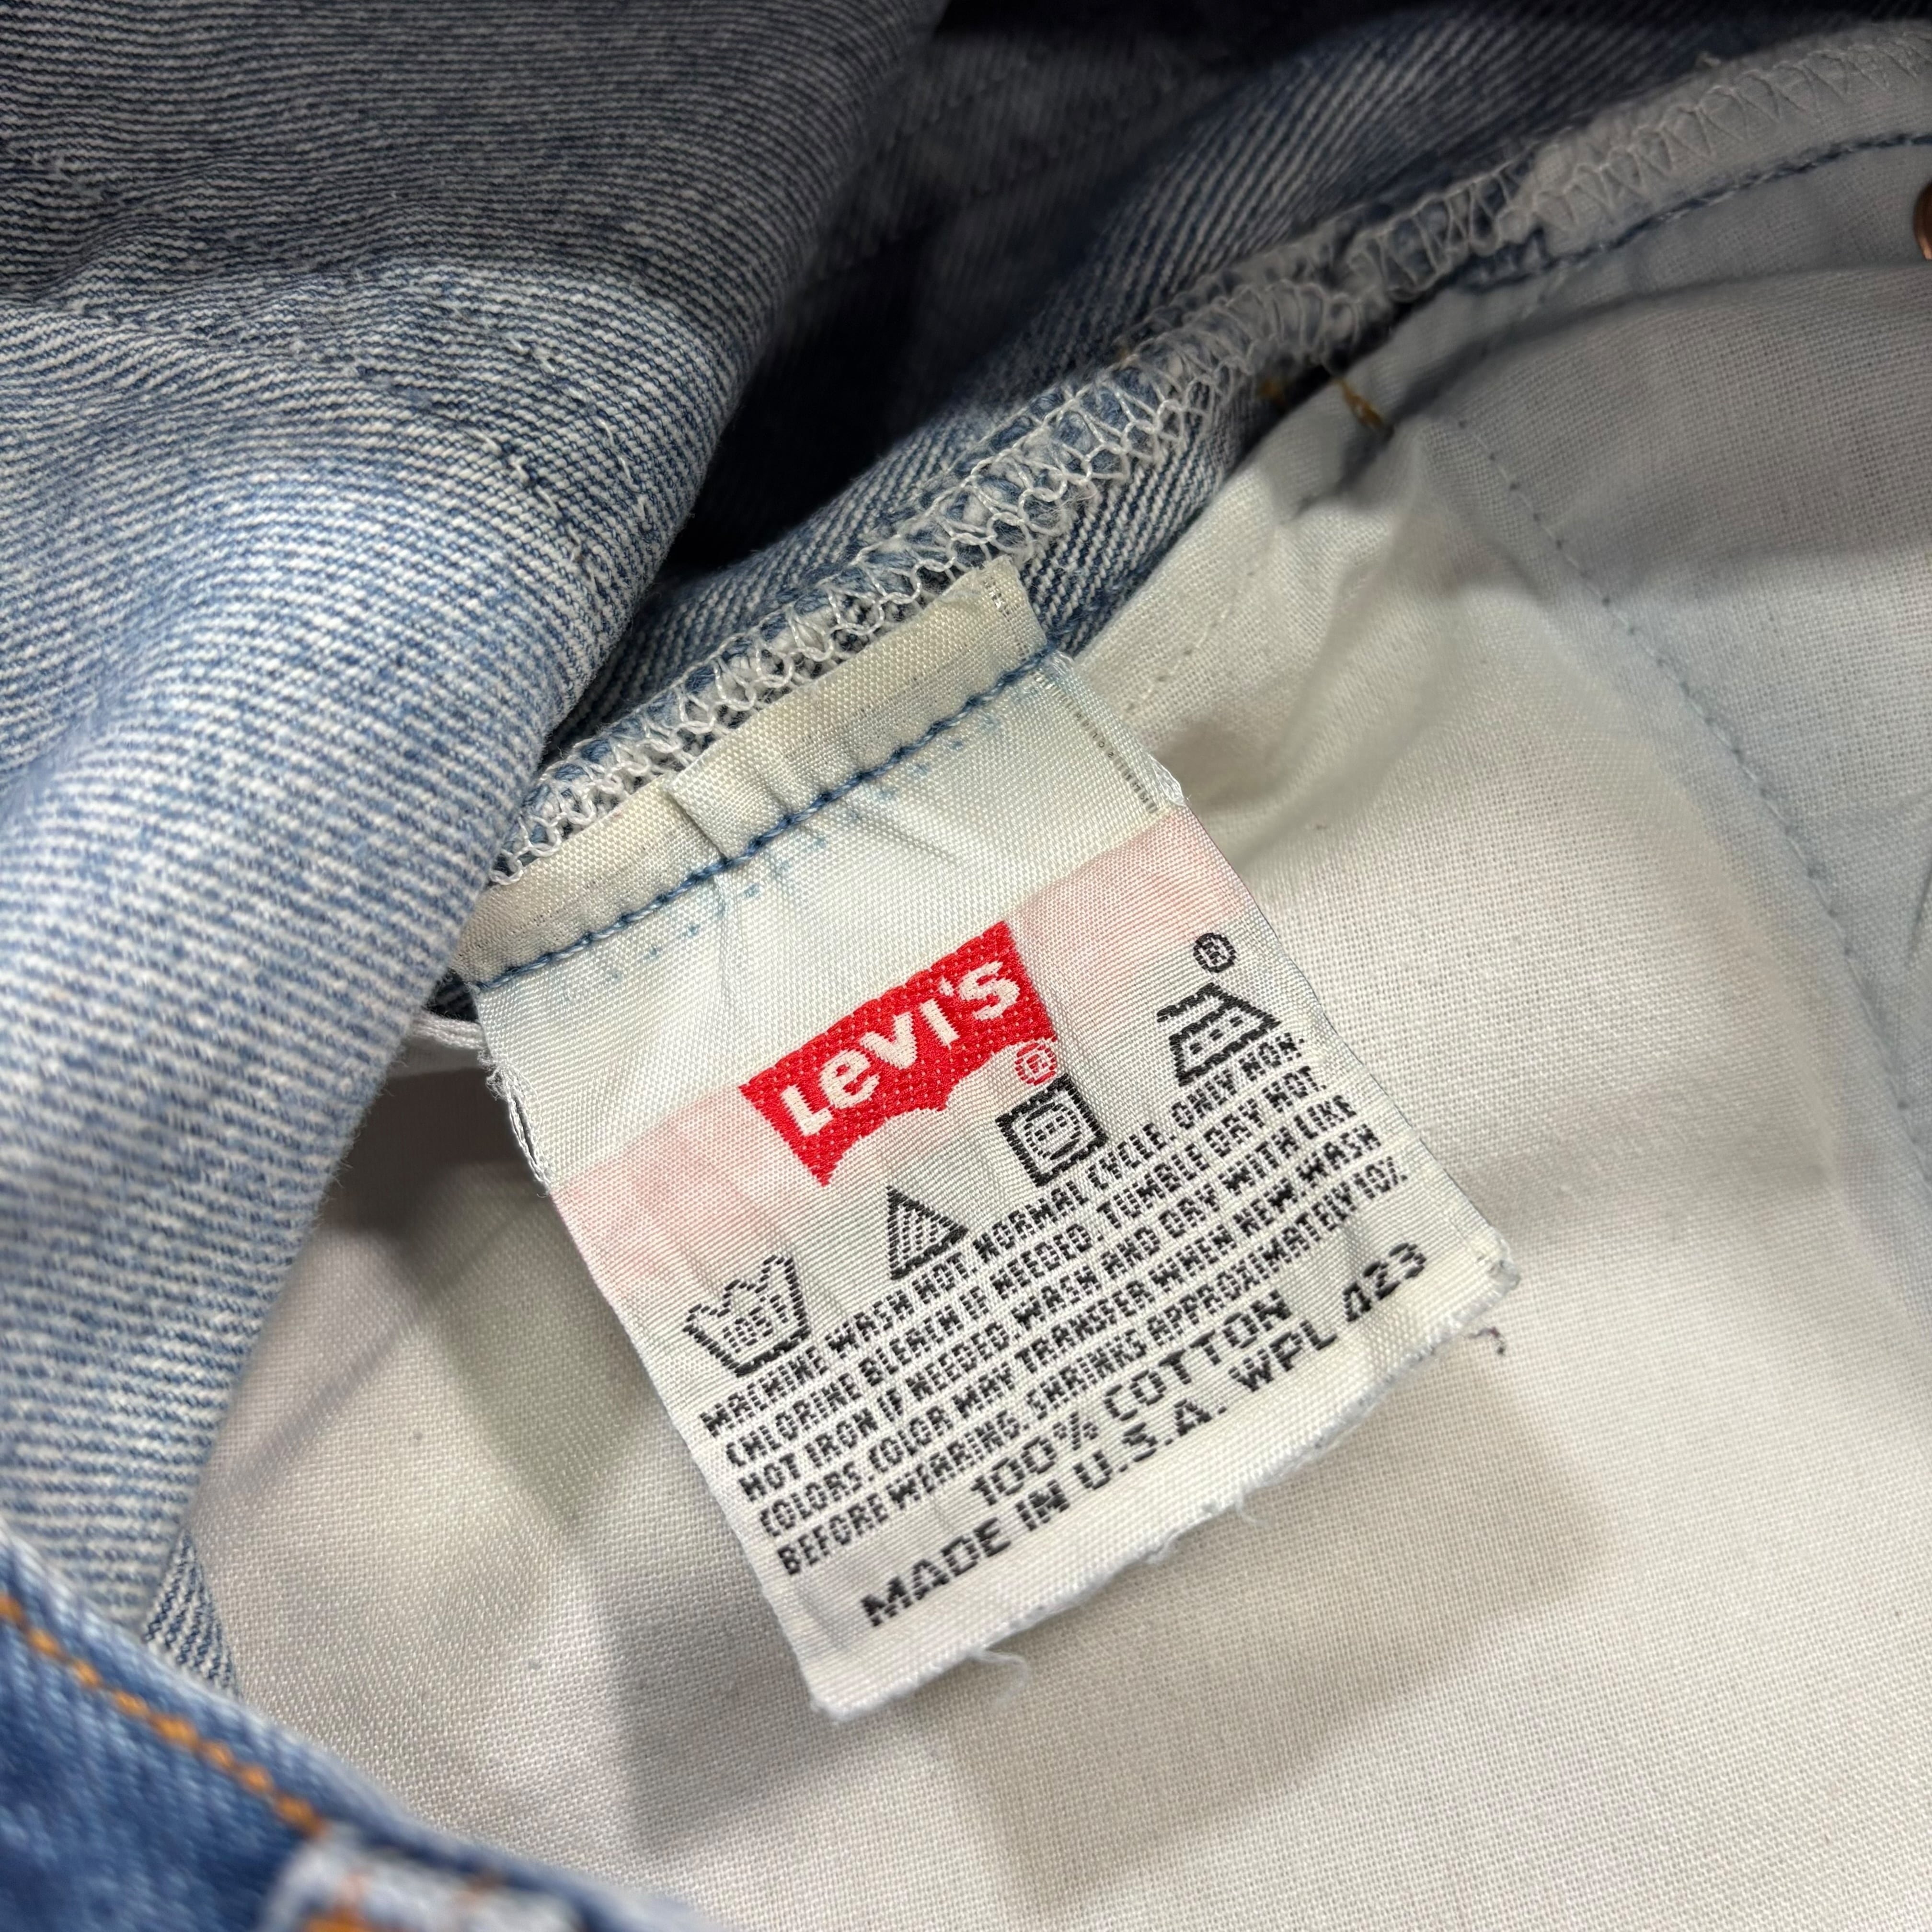 Levi's
®
®
105F
MACHINE WASH HOT, NORMAL CYCLE. ONLY NON-
CHLORINE BLEACH IF NEEDED. TUMBLE DRY HOT.
HOT IRON IF NEEDED. WASH AND DRY WITH LIKE
COLORS. COLOR MAY TRANSFER WHEN NEW. WASH
BEFORE WEARING. SHRINKS APPROXIMATELY 10%
100% COTTON
MADE IN U.S.A. WPL 423